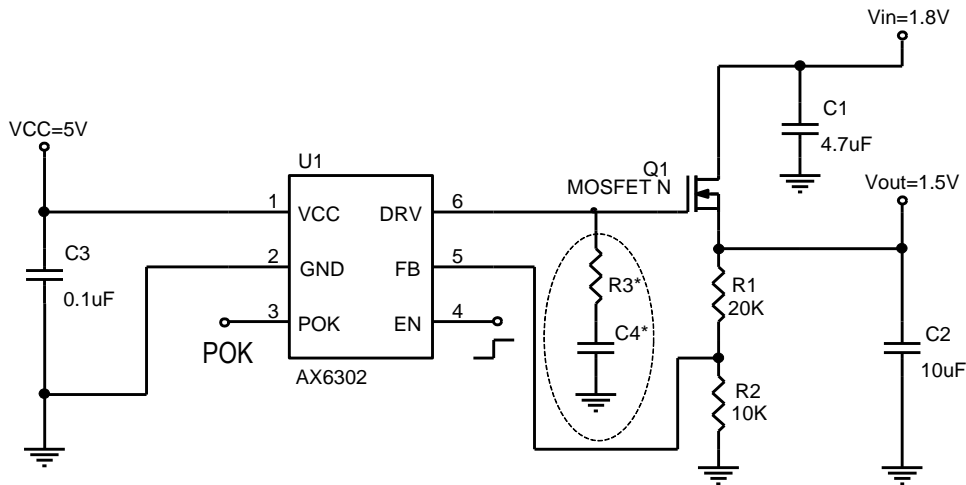 Vin=1.8V
C1
4.7uF
VCC=5V
U1
Q1
MOSFET N
Vout=1.5V
1
VCC
DRV
6
C3
0.1uF
2
GND
FB
5
R3*
R1
20K
3
POK
EN
4
POK
C4*
C2
10uF
AX6302
R2
10K